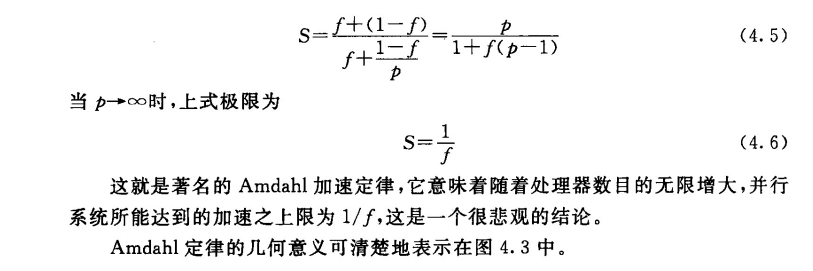 S=\frac{f+(1-f)}{f+\frac{1-f}{p}}=\frac{p}{1+f(p-1)} (4.5)
当 p→∞时,上式极限为
S=\frac{1}{f} (4.6)
这就是著名的 Amdahl 加速定律,它意味着随着处理器数目的无限增大,并行
系统所能达到的加速之上限为 1/f,这是一个很悲观的结论。
Amdahl 定律的几何意义可清楚地表示在图 4.3 中。